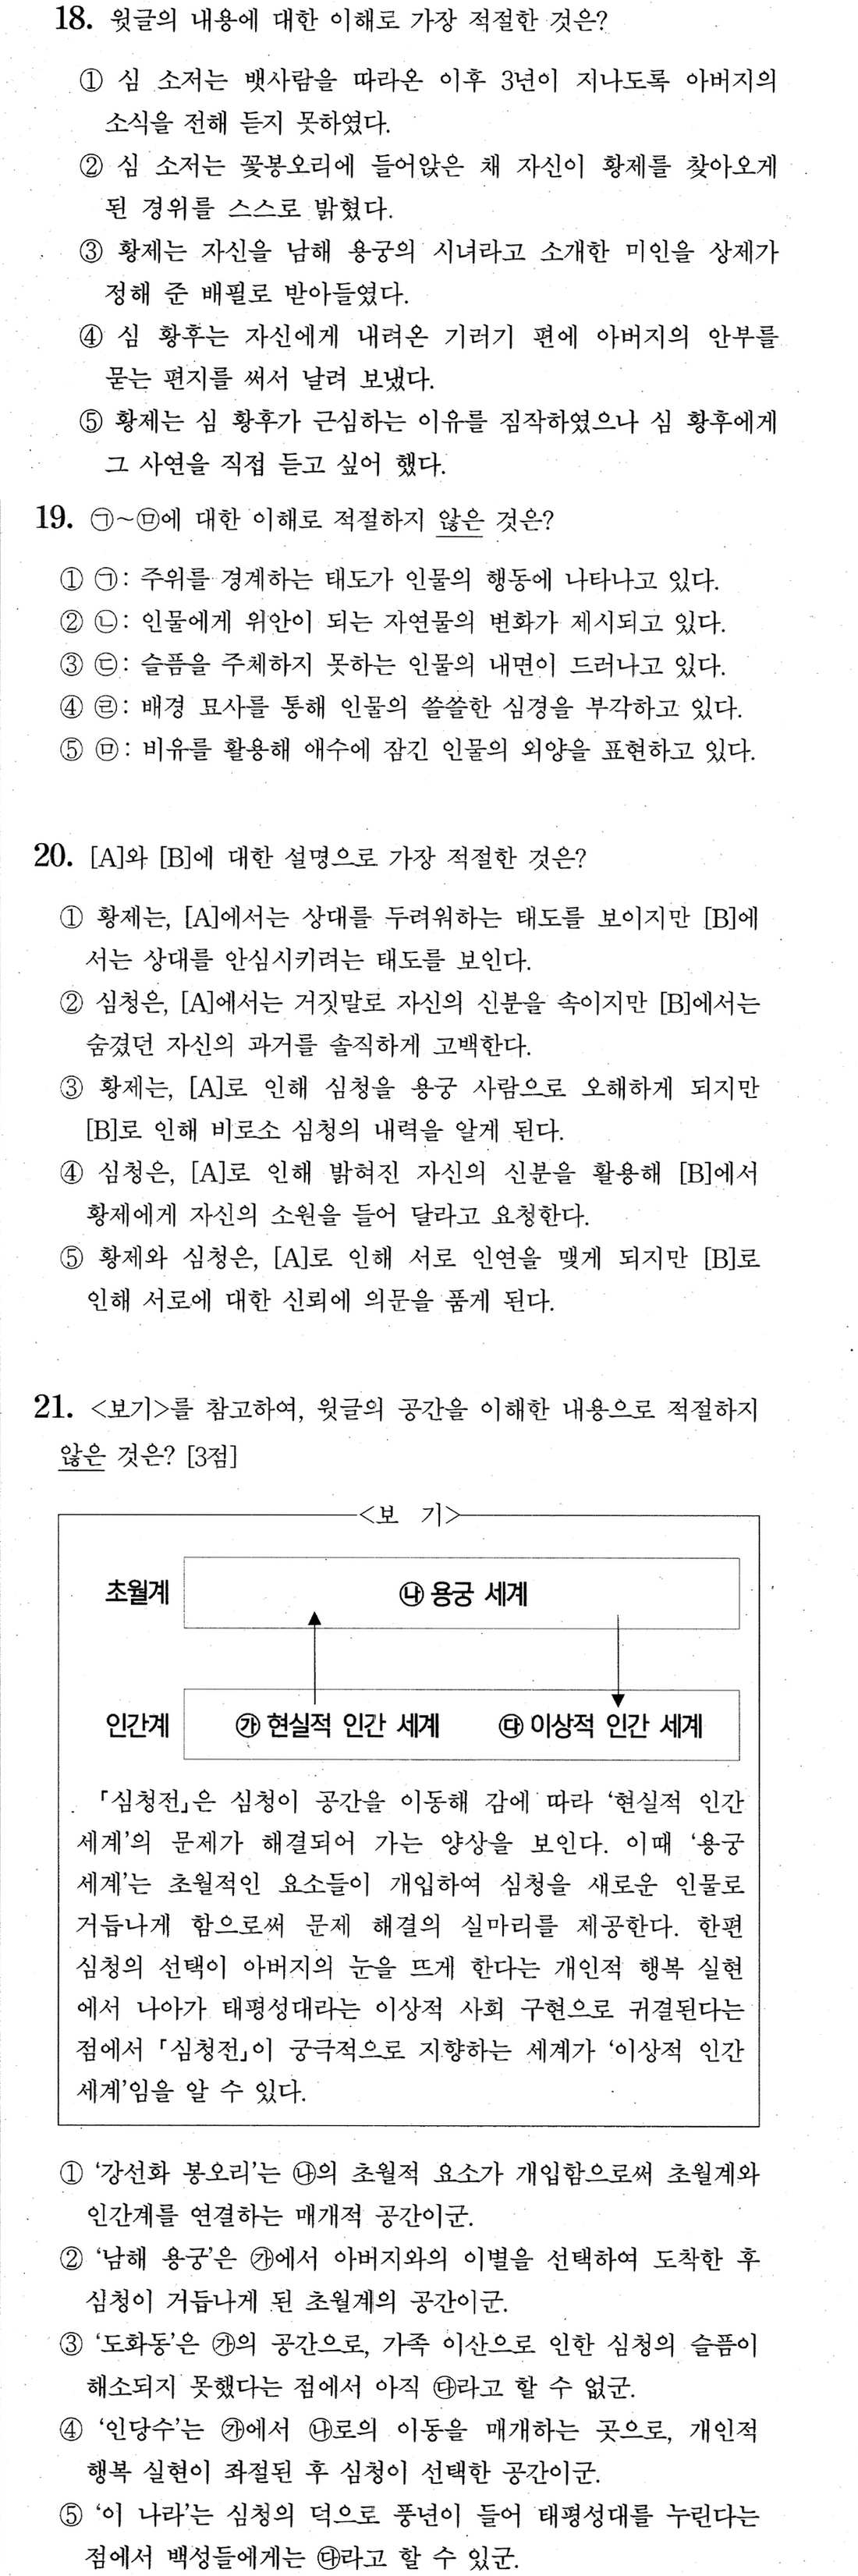 18. 윗글의 내용에 대한 이해로 가장 적절한 것은?
① 심 소저는 뱃사람을 따라온 이후 3년이 지나도록 아버지의
소식을 전해 듣지 못하였다.
② 심 소저는 꽃봉오리에 들어앉은 채 자신이 황제를 찾아오게
된 경위를 스스로 밝혔다.
③ 황제는 자신을 남해 용궁의 시녀라고 소개한 미인을 상제가
정해 준 배필로 받아들였다.
④ 심 황후는 자신에게 내려온 기러기 편에 아버지의 안부를
묻는 편지를 써서 날려 보냈다.
⑤ 황제는 심 황후가 근심하는 이유를 짐작하였으나 심 황후에게
그 사연을 직접 듣고 싶어 했다.
19. ㉠~㉤에 대한 이해로 적절하지 않은 것은?
① ㉠: 주위를 경계하는 태도가 인물의 행동에 나타나고 있다.
② ㉡: 인물에게 위안이 되는 자연물의 변화가 제시되고 있다.
③ ㉢: 슬픔을 주체하지 못하는 인물의 내면이 드러나고 있다.
④ ㉣: 배경 묘사를 통해 인물의 쓸쓸한 심경을 부각하고 있다.
⑤ ㉤: 비유를 활용해 애수에 잠긴 인물의 외양을 표현하고 있다.
20. [A]와 [B]에 대한 설명으로 가장 적절한 것은?
① 황제는, [A]에서는 상대를 두려워하는 태도를 보이지만 [B]에
서는 상대를 안심시키려는 태도를 보인다.
② 심청은, [A]에서는 거짓말로 자신의 신분을 속이지만 [B]에서는
숨겼던 자신의 과거를 솔직하게 고백한다.
③ 황제는, [A]로 인해 심청을 용궁 사람으로 오해하게 되지만
[B]로 인해 비로소 심청의 내력을 알게 된다.
④ 심청은, [A]로 인해 밝혀진 자신의 신분을 활용해 [B]에서
황제에게 자신의 소원을 들어 달라고 요청한다.
⑤ 황제와 심청은, [A]로 인해 서로 인연을 맺게 되지만 [B]로
인해 서로에 대한 신뢰에 의문을 품게 된다.
21. <보기>를 참고하여, 윗글의 공간을 이해한 내용으로 적절하지
않은 것은? [3점]
<보 기>
초월계 ㉯ 용궁 세계
인간계 ㉮ 현실적 인간 세계 ㉰ 이상적 인간 세계
「심청전」은 심청이 공간을 이동해 감에 따라 ‘현실적 인간
세계’의 문제가 해결되어 가는 양상을 보인다. 이때 ‘용궁
세계’는 초월적인 요소들이 개입하여 심청을 새로운 인물로
거듭나게 함으로써 문제 해결의 실마리를 제공한다. 한편
심청의 선택이 아버지의 눈을 뜨게 한다는 개인적 행복 실현
에서 나아가 태평성대라는 이상적 사회 구현으로 귀결된다는
점에서 「심청전」이 궁극적으로 지향하는 세계가 ‘이상적 인간
세계’임을 알 수 있다.
① ‘강선화 봉오리’는 ㉯의 초월적 요소가 개입함으로써 초월계와
인간계를 연결하는 매개적 공간이군.
② ‘남해 용궁’은 ㉮에서 아버지와의 이별을 선택하여 도착한 후
심청이 거듭나게 된 초월계의 공간이군.
③ ‘도화동’은 ㉮의 공간으로, 가족 이산으로 인한 심청의 슬픔이
해소되지 못했다는 점에서 아직 ㉰라고 할 수 없군.
④ ‘인당수’는 ㉮에서 ㉯로의 이동을 매개하는 곳으로, 개인적
행복 실현이 좌절된 후 심청이 선택한 공간이군.
⑤ ‘이 나라’는 심청의 덕으로 풍년이 들어 태평성대를 누린다는
점에서 백성들에게는 ㉰라고 할 수 있군.